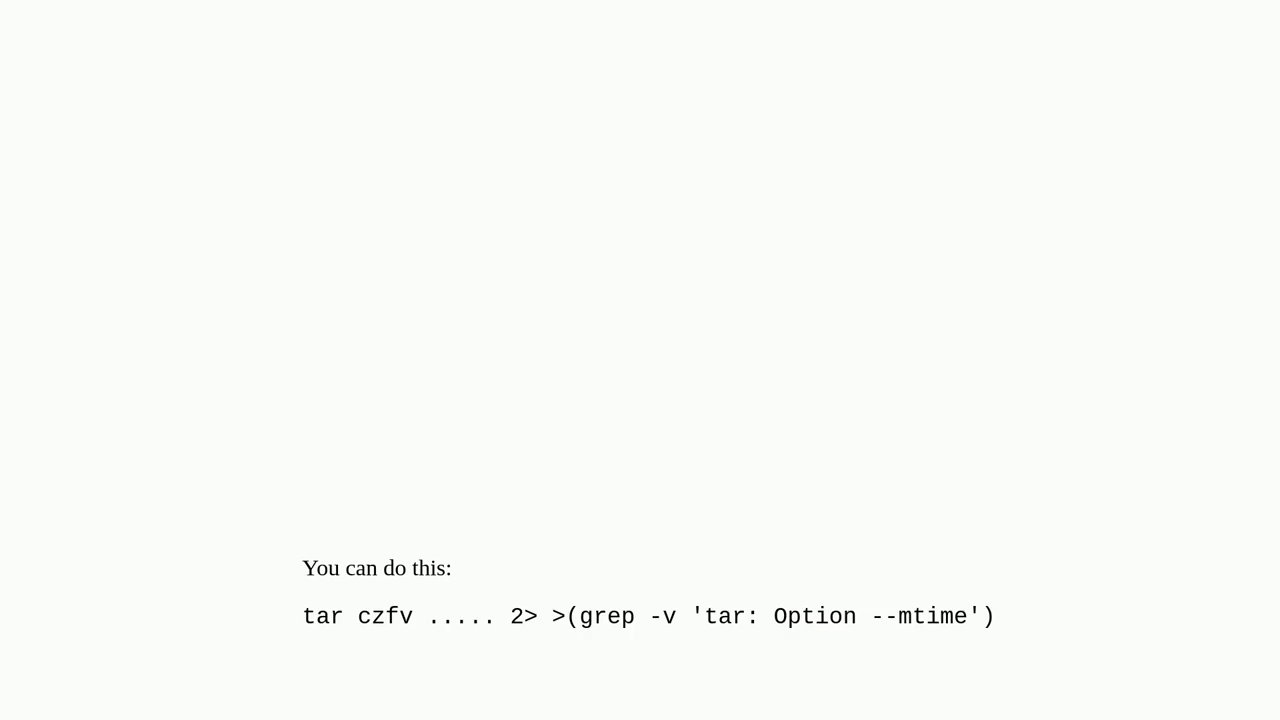 You can do this:
tar czfv ..... 2> >(grep -v 'tar: Option --mtime')